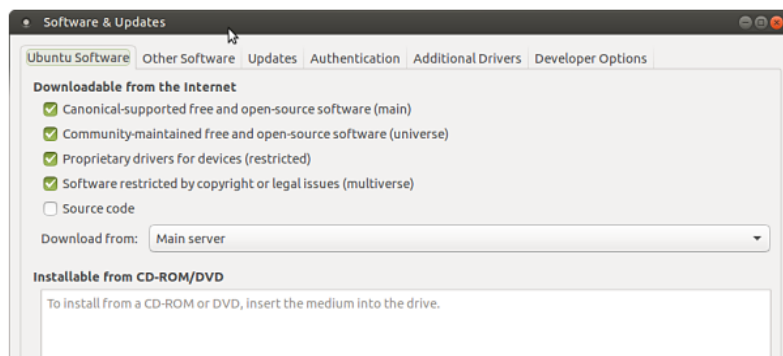 Software & Updates
Ubuntu Software Other Software Updates Authentication Additional Drivers Developer Options
Downloadable from the Internet
Canonical-supported free and open-source software (main)
Community-maintained free and open-source software (universe)
Proprietary drivers for devices (restricted)
Software restricted by copyright or legal issues (multiverse)
Source code
Download from: Main server
Installable from CD-ROM/DVD
To install from a CD-ROM or DVD, insert the medium into the drive.